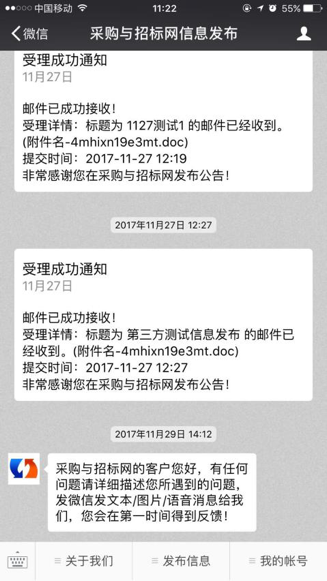 中国移动
11:22
55%
微信
采购与招标网信息发布
受理成功通知
11月27日
邮件已成功接收！
受理详情：标题为 1127测试1 的邮件已经收到。
(附件名-4mhixn19e3mt.doc)
提交时间：2017-11-27 12:19
非常感谢您在采购与招标网发布公告！
2017年11月27日 12:27
受理成功通知
11月27日
邮件已成功接收！
受理详情：标题为 第三方测试信息发布 的邮件已
经收到。(附件名-4mhixn19e3mt.doc)
提交时间：2017-11-27 12:27
非常感谢您在采购与招标网发布公告！
2017年11月29日 14:12
采购与招标网的客户您好，有任何
问题请详细描述您所遇到的问题，
发微信发文本/图片/语音消息给我
们，您会在第一时间得到反馈！
关于我们
发布信息
我的帐号